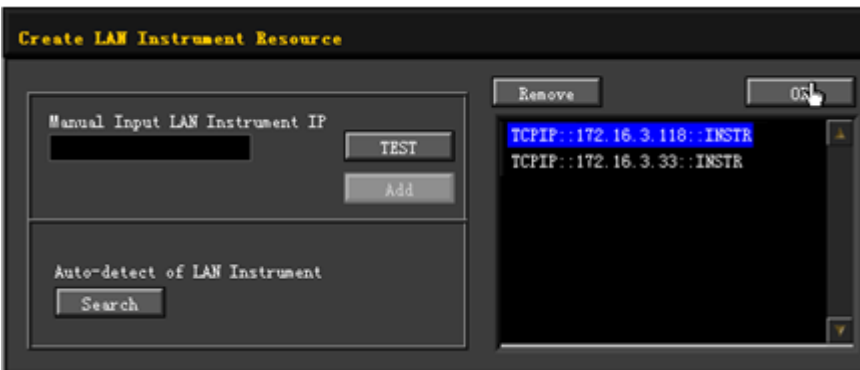 Create LAN Instrument Resource
Manual Input LAN Instrument IP
TEST
Add
Auto-detect of LAN Instrument
Search
Remove
TCPIP::172.16.3.118::INSTR
TCPIP::172.16.3.33::INSTR